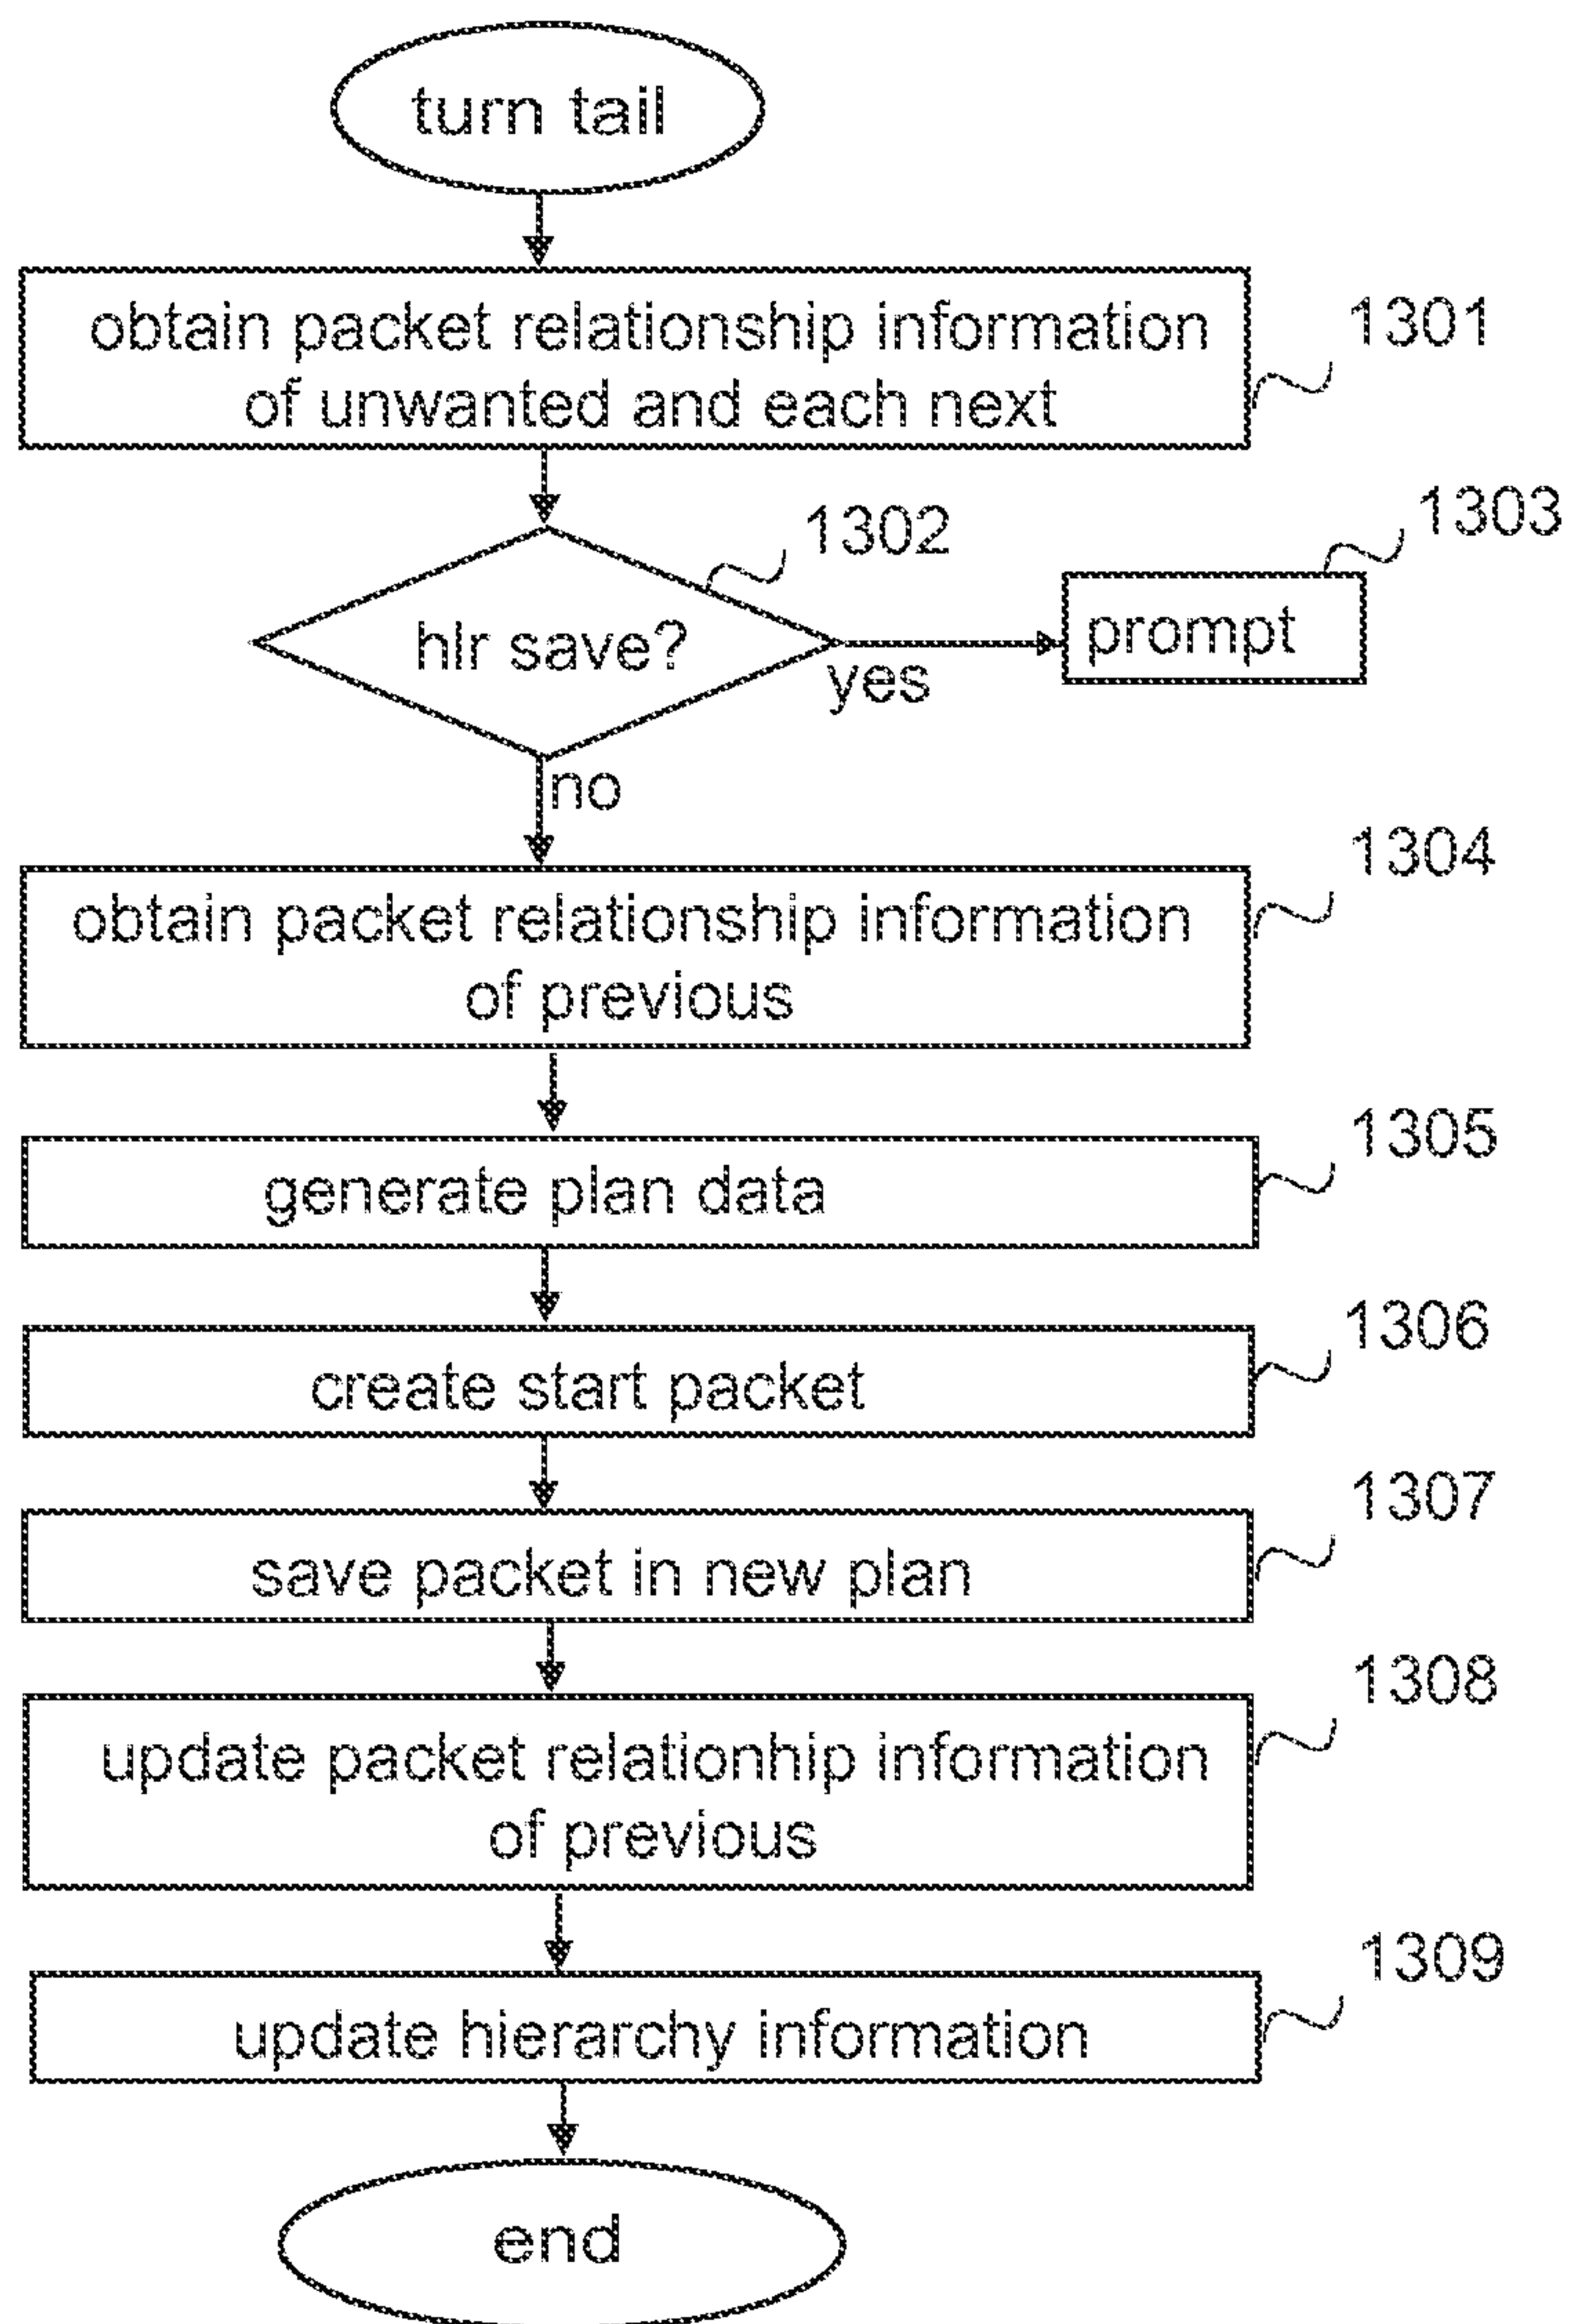 turn tail
obtain packet relationship information
of unwanted and each next
1301
1302
hlr save?
yes
1303
prompt
no
1304
obtain packet relationship information
of previous
1305
generate plan data
1306
create start packet
1307
save packet in new plan
1308
update packet relationhip information
of previous
1309
update hierarchy information
end